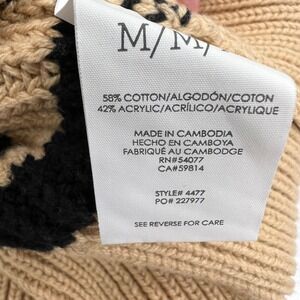 M/M/
58% COTTON/ALGODÓN/COTON
42% ACRYLIC/ACRÍLICO/ACRYLIQUE
MADE IN CAMBODIA
HECHO EN CAMBOYA
FABRIQUÉ AU CAMBODGE
RN#54077
CA#59814
STYLE# 4477
PO# 227977
SEE REVERSE FOR CARE